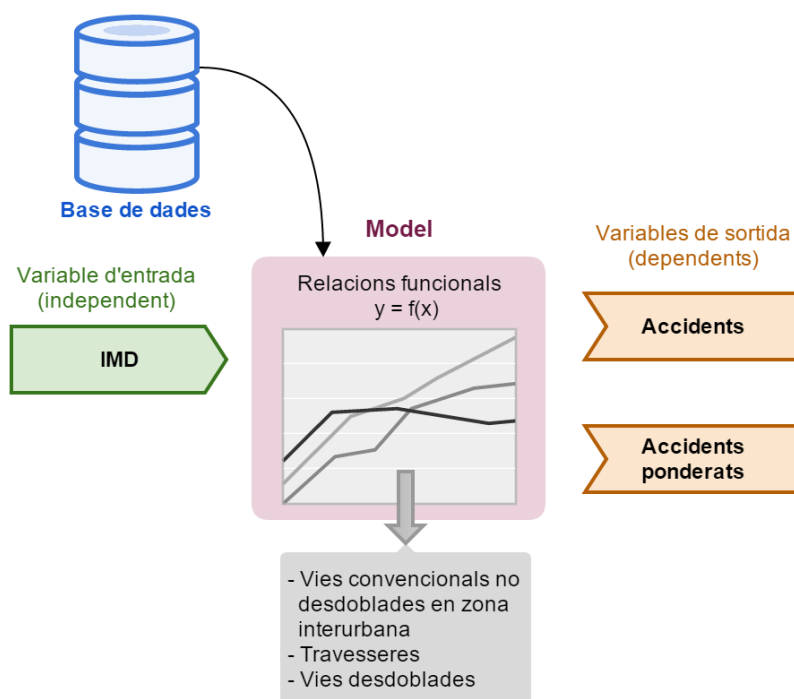 Base de dades
Variable d'entrada
(independent)
IMD
Model
Relacions funcionals
y = f(x)
Variables de sortida
(dependents)
Accidents
Accidents
ponderats
- Vies convencionals no
desdoblades en zona
interurbana
- Travesseres
- Vies desdoblades